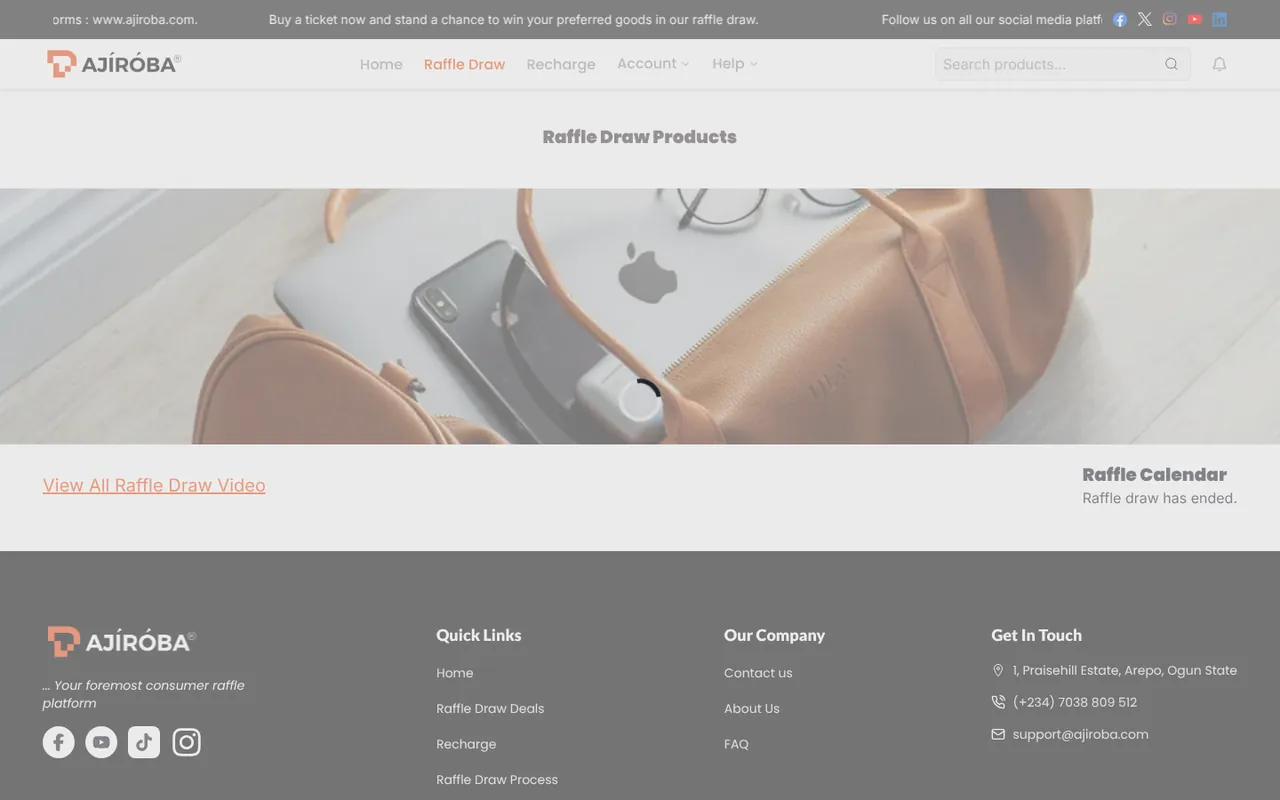 orms : www.ajiroba.com.
Buy a ticket now and stand a chance to win your preferred goods in our raffle draw.
Follow us on all our social media platf
AJÍRÓBA®
Home
Raffle Draw
Recharge
Account
Help
Search products...
Raffle Draw Products
View All Raffle Draw Video
Raffle Calendar
Raffle draw has ended.
AJÍRÓBA®
... Your foremost consumer raffle
platform
Quick Links
Home
Raffle Draw Deals
Recharge
Raffle Draw Process
Our Company
Contact us
About Us
FAQ
Get In Touch
1, Praisehill Estate, Arepo, Ogun State
(+234) 7038 809 512
support@ajiroba.com